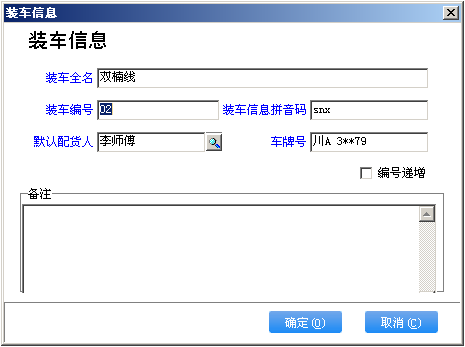 装车信息
装车信息
装车全名 双楠线
装车编号 02 装车信息拼音码 snx
默认配货人 李师傅 车牌号 川A 3**79
编号递增
备注
确定(O) 取消(C)